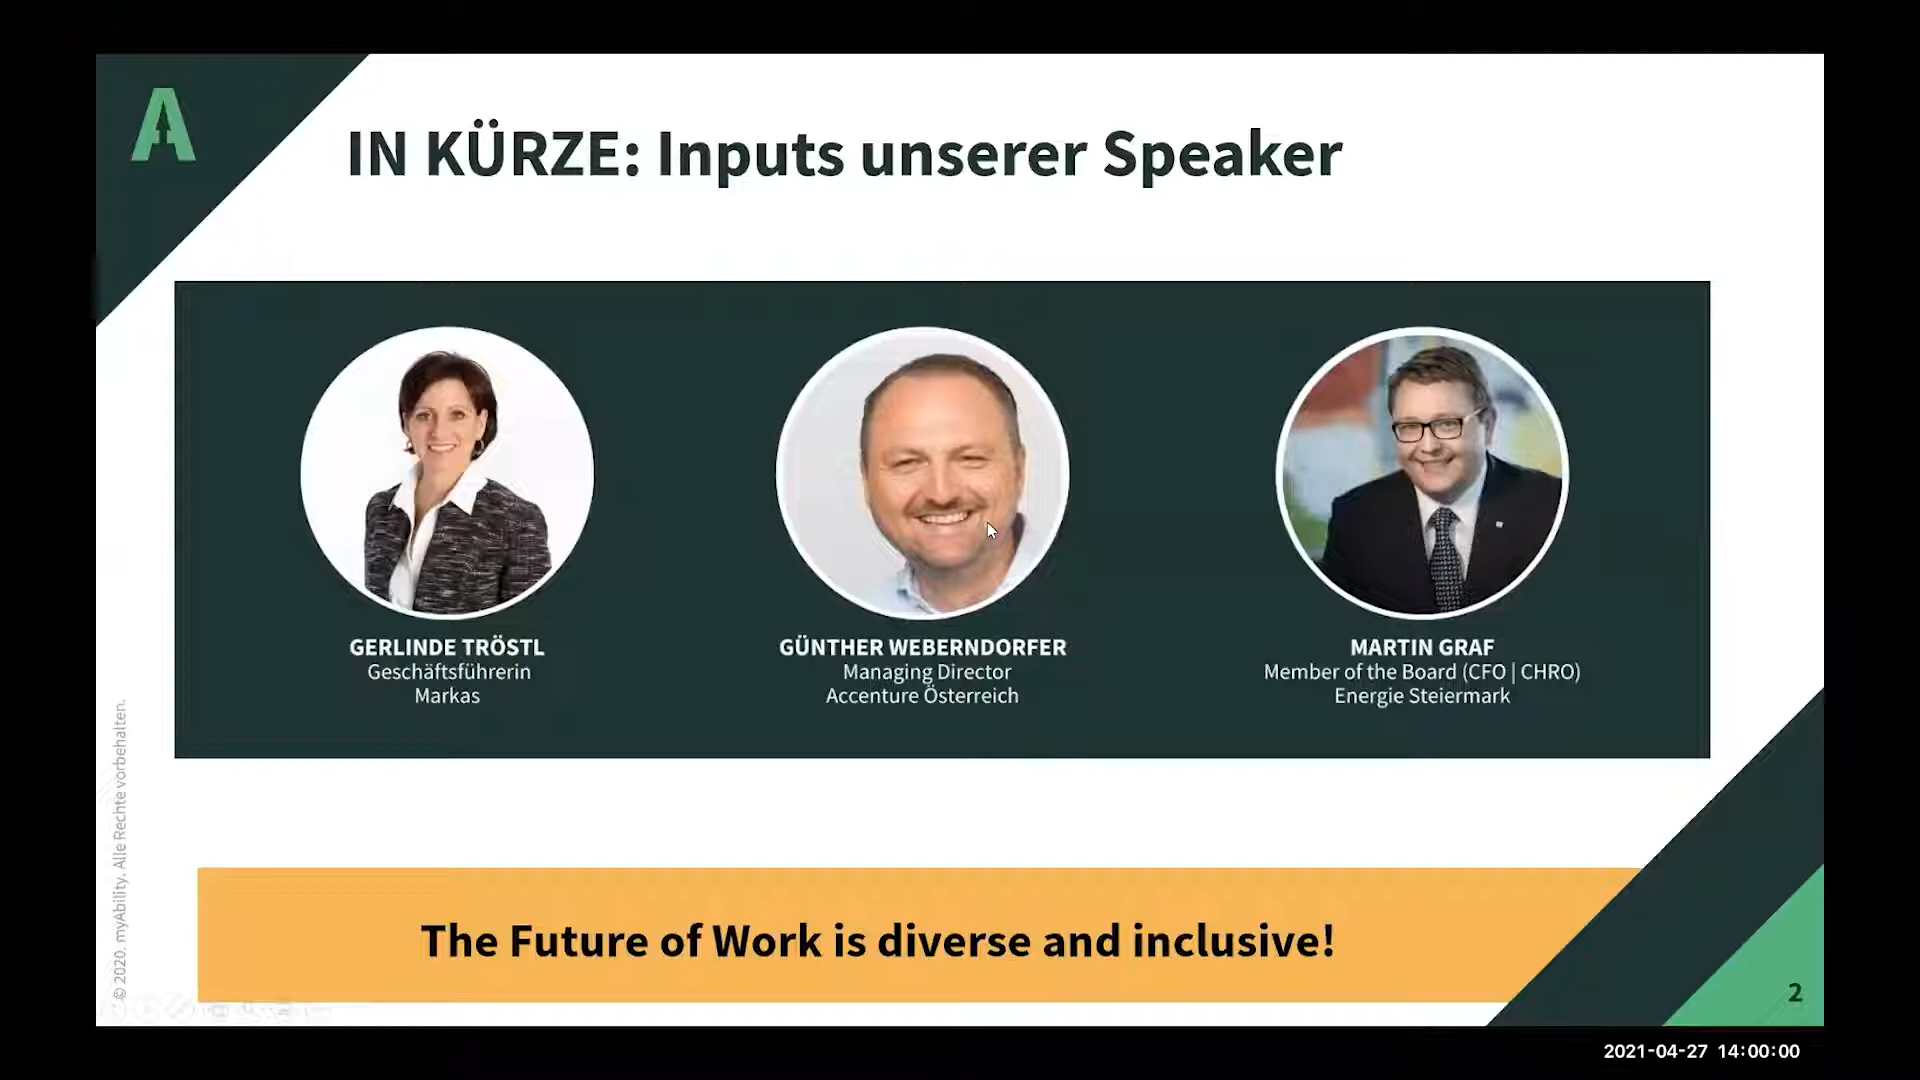 IN KÜRZE: Inputs unserer Speaker
GERLINDE TRÖSTL
Geschäftsführerin
Markas
GÜNTHER WEBERNDORFER
Managing Director
Accenture Österreich
MARTIN GRAF
Member of the Board (CFO | CHRO)
Energie Steiermark
© 2020. myAbility. Alle Rechte vorbehalten.
The Future of Work is diverse and inclusive!
2
2021-04-27 14:00:00